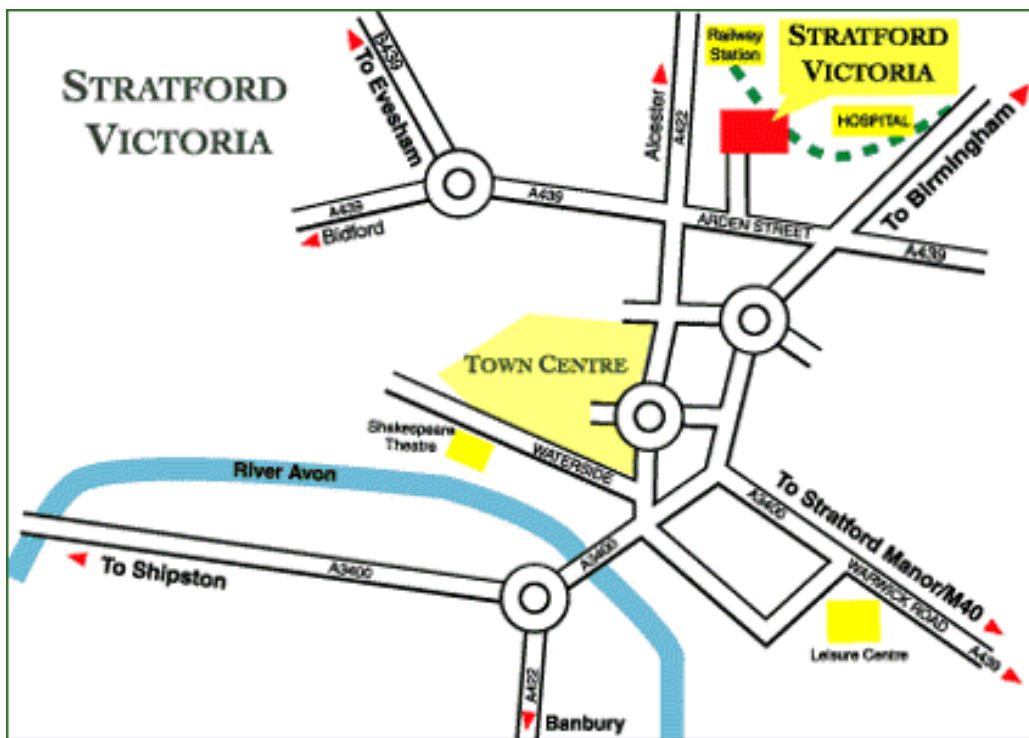 STRATFORD
VICTORIA
B439
To Evesham
A439
Bidford
A439
Alcester
A422
Railway
Station
STRATFORD
VICTORIA
HOSPITAL
To Birmingham
ARDEN STREET
A439
TOWN CENTRE
Shakespeare
Theatre
WATERSIDE
River Avon
To Shipston
A3400
A3400
A3400
To Stratford Manor/M40
WARWICK ROAD
A439
Leisure Centre
A422
Banbury